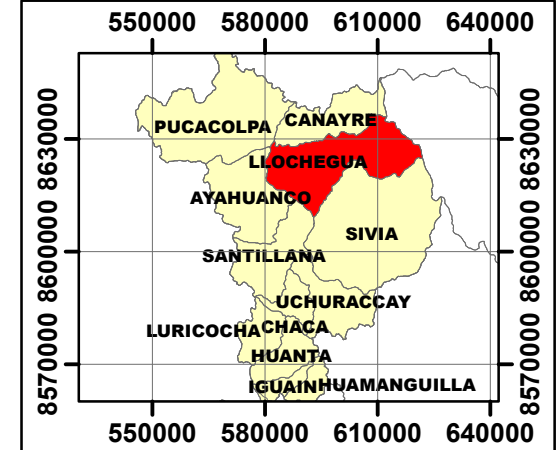 550000 580000 610000 640000
8630000 8630000
CANAYRE
PUCACOLPA
LLOCHEGUA
AYAHUANCO
SIVIA
8600000 8600000
SANTILLANA
UCHURACCAY
LURICOCHA CHACA
HUANTA
8570000 8570000
IGUAIN HUAMANGUILLA
550000 580000 610000 640000